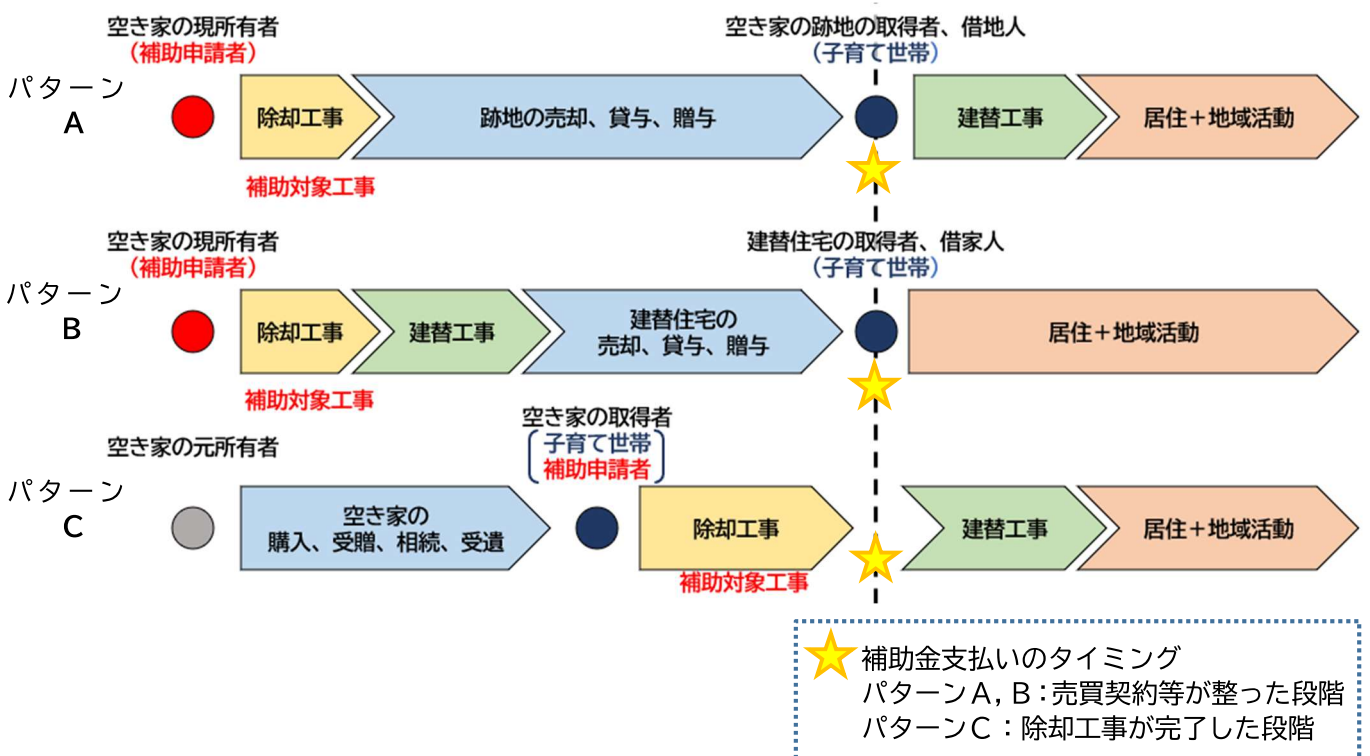 空き家の現所有者
（補助申請者）
空き家の跡地の取得者、借地人
（子育て世帯）
パターン
A
除却工事
跡地の売却、貸与、贈与
建替工事
居住＋地域活動
補助対象工事
空き家の現所有者
（補助申請者）
建替住宅の取得者、借家人
（子育て世帯）
パターン
B
除却工事
建替工事
建替住宅の
売却、貸与、贈与
居住＋地域活動
補助対象工事
空き家の元所有者
空き家の取得者
子育て世帯
補助申請者
パターン
C
空き家の
購入、受贈、相続、受遺
除却工事
建替工事
居住＋地域活動
補助対象工事
補助金支払いのタイミング
パターンA，B：売買契約等が整った段階
パターンC：除却工事が完了した段階